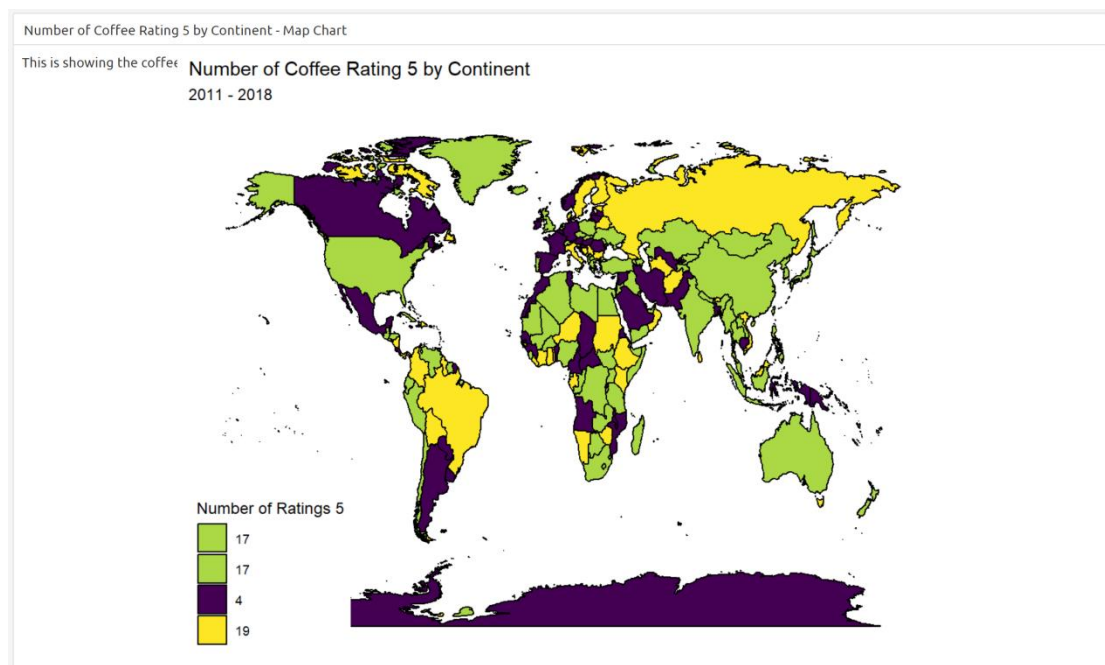 Number of Coffee Rating 5 by Continent - Map Chart
This is showing the coffee
Number of Coffee Rating 5 by Continent
2011 - 2018
Number of Ratings 5
17
17
4
19